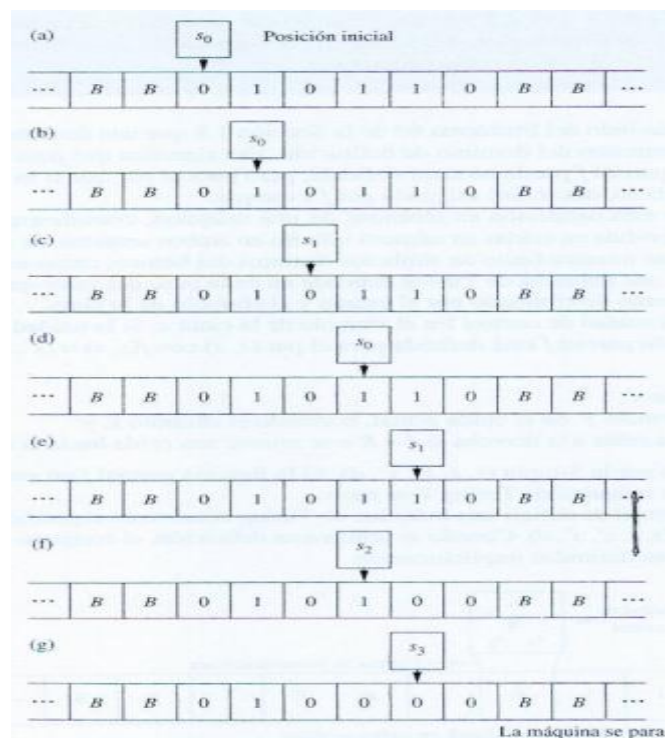 (a) s0 Posición inicial
... B B 0 1 0 1 1 0 B B ...
(b) s0
... B B 0 1 0 1 1 0 B B ...
(c) s1
... B B 0 1 0 1 1 0 B B ...
(d) s0
... B B 0 1 1 1 1 0 B B ...
(e) s1
... B B 0 1 0 1 1 0 B B ...
(f) s2
... B B 0 1 0 1 0 0 B B ...
(g) s3
... B B 0 1 0 0 0 0 B B ...
La máquina se para